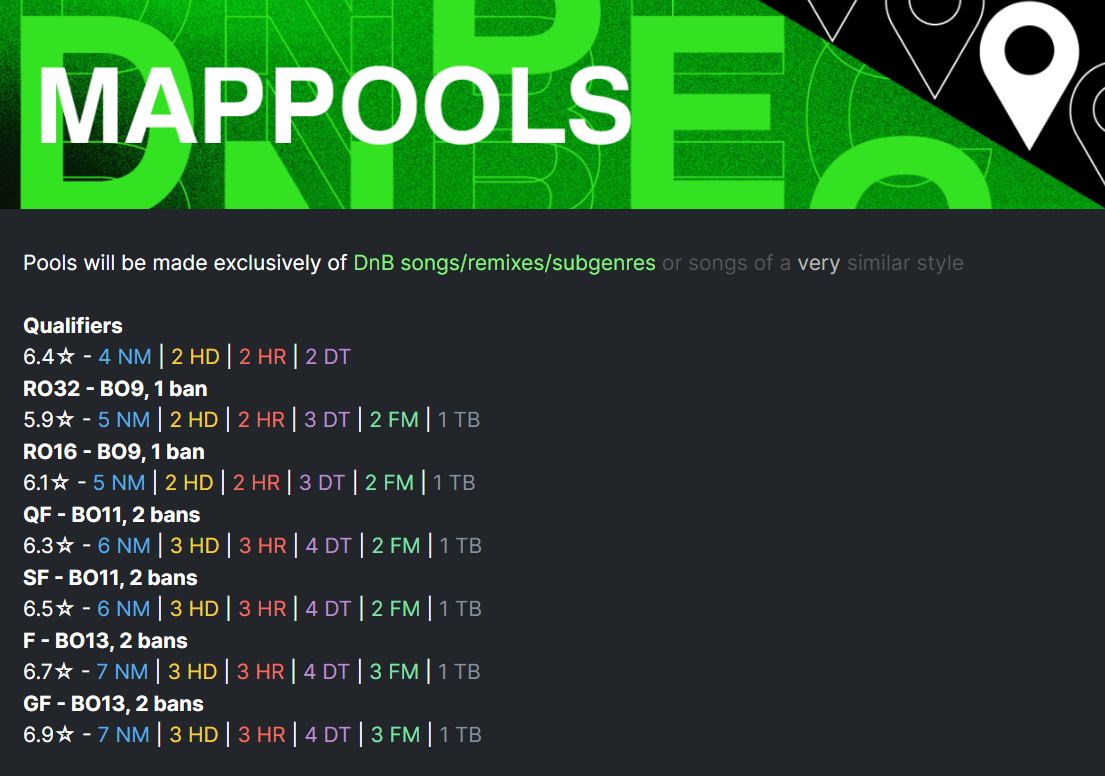 MAPPOOLS
Pools will be made exclusively of DnB songs/remixes/subgenres or songs of a very similar style
Qualifiers
6.4☆ - 4 NM | 2 HD | 2 HR | 2 DT
RO32 - BO9, 1 ban
5.9☆ - 5 NM | 2 HD | 2 HR | 3 DT | 2 FM | 1 TB
RO16 - BO9, 1 ban
6.1☆ - 5 NM | 2 HD | 2 HR | 3 DT | 2 FM | 1 TB
QF - BO11, 2 bans
6.3☆ - 6 NM | 3 HD | 3 HR | 4 DT | 2 FM | 1 TB
SF - BO11, 2 bans
6.5☆ - 6 NM | 3 HD | 3 HR | 4 DT | 2 FM | 1 TB
F - BO13, 2 bans
6.7☆ - 7 NM | 3 HD | 3 HR | 4 DT | 3 FM | 1 TB
GF - BO13, 2 bans
6.9☆ - 7 NM | 3 HD | 3 HR | 4 DT | 3 FM | 1 TB